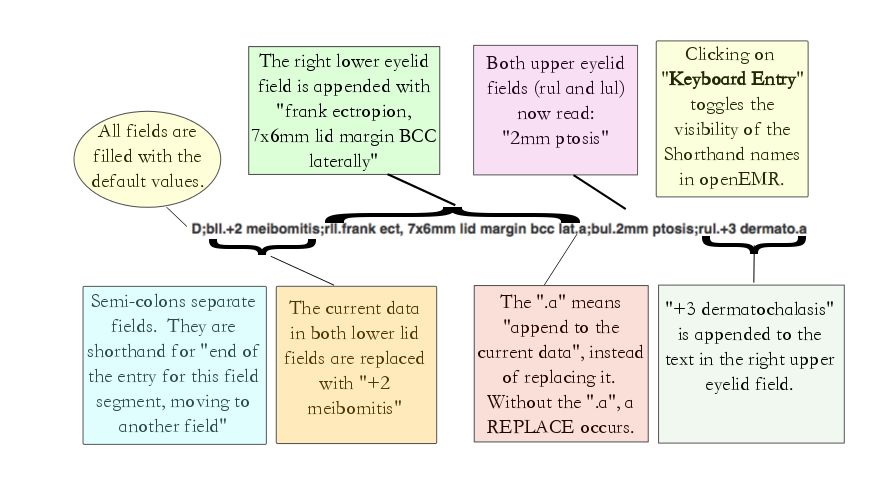 The right lower eyelid
field is appended with
"frank ectropion,
7x6mm lid margin BCC
laterally"
Both upper eyelid
fields (rul and lul)
now read:
"2mm ptosis"
Clicking on
"Keyboard Entry"
toggles the
visibility of the
Shorthand names
in openEMR.
All fields are
filled with the
default values.
D;bll.+2 meibomitis;rll.frank ect, 7x6mm lid margin bcc lat.a;bul.2mm ptosis;rul.+3 dermato.a
Semi-colons separate
fields. They are
shorthand for "end of
the entry for this field
segment, moving to
another field"
The current data
in both lower lid
fields are replaced
with "+2
meibomitis"
The ".a" means
"append to the
current data", instead
of replacing it.
Without the ".a", a
REPLACE occurs.
"+3 dermatochalasis"
is appended to the
text in the right upper
eyelid field.